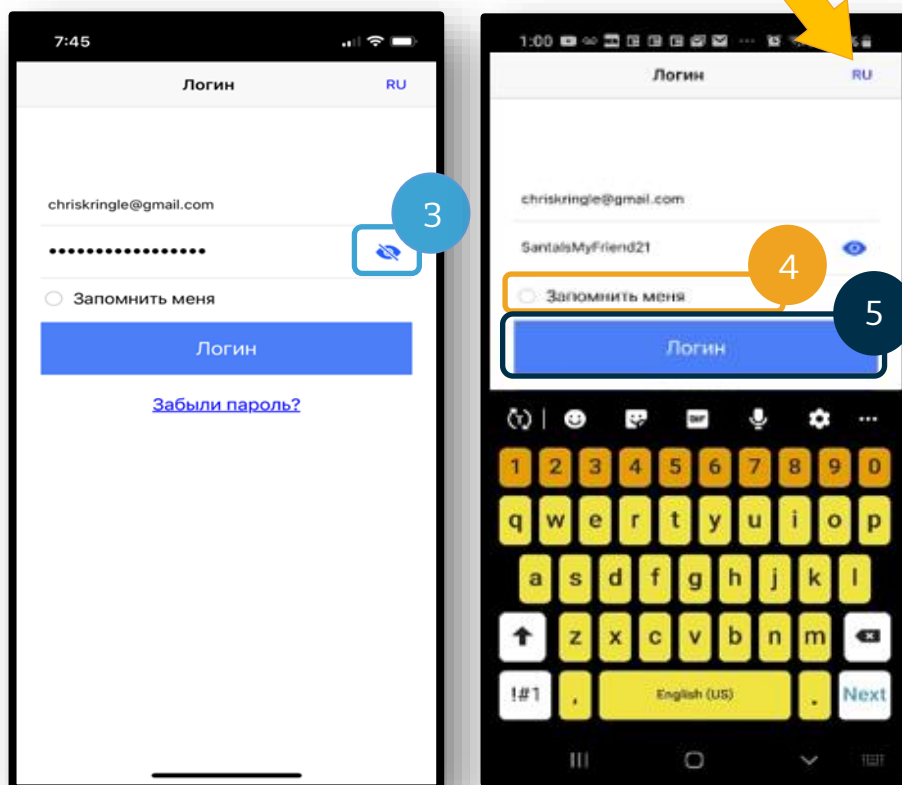 7:45
Логин
RU
chriskringle@gmail.com
••••••••••••••••
3
Запомнить меня
Логин
Забыли пароль?
1:00
Логин
RU
chriskringle@gmail.com
SantaIsMyFriend21
4
Запомнить меня
5
Логин
GIF
1 2 3 4 5 6 7 8 9 0
q w e r t y u i o p
a s d f g h j k l
z x c v b n m
!#1 , English (US) . Next